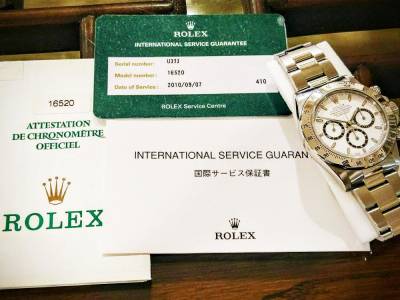 ROLEX
INTERNATIONAL SERVICE GUARANTEE
Serial number:
Model number: 16520
Date of Service: 2010/09/07 410
ROLEX Service Centre
16520
ATTESTATION
DE CHRONOMÈTRE
OFFICIEL
ROLEX
INTERNATIONAL SERVICE GUARAN
国際サービス保証書
ROLEX